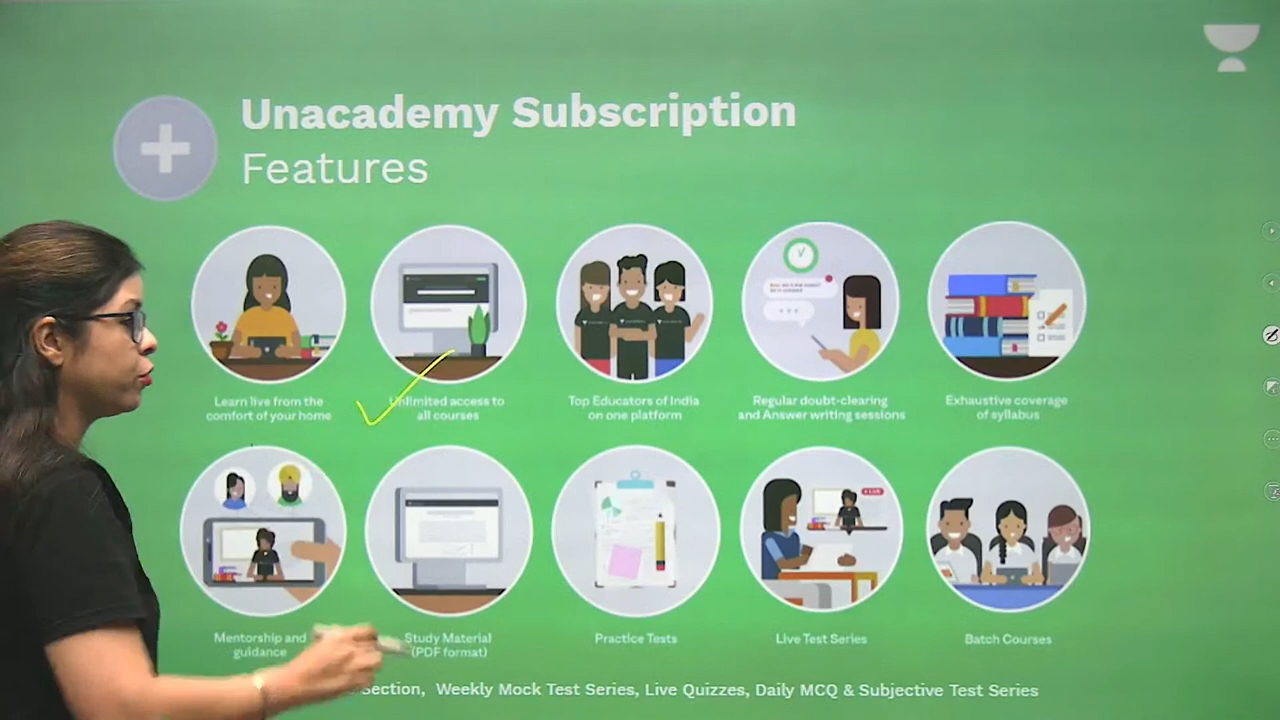 Unacademy Subscription
Features
Learn live from the
comfort of your home
Unlimited access to
all courses
Top Educators of India
on one platform
Regular doubt-clearing
and Answer writing sessions
Exhaustive coverage
of syllabus
LIVE
Mentorship and
guidance
Study Material
(PDF format)
Practice Tests
Live Test Series
Batch Courses
Section, Weekly Mock Test Series, Live Quizzes, Daily MCQ & Subjective Test Series